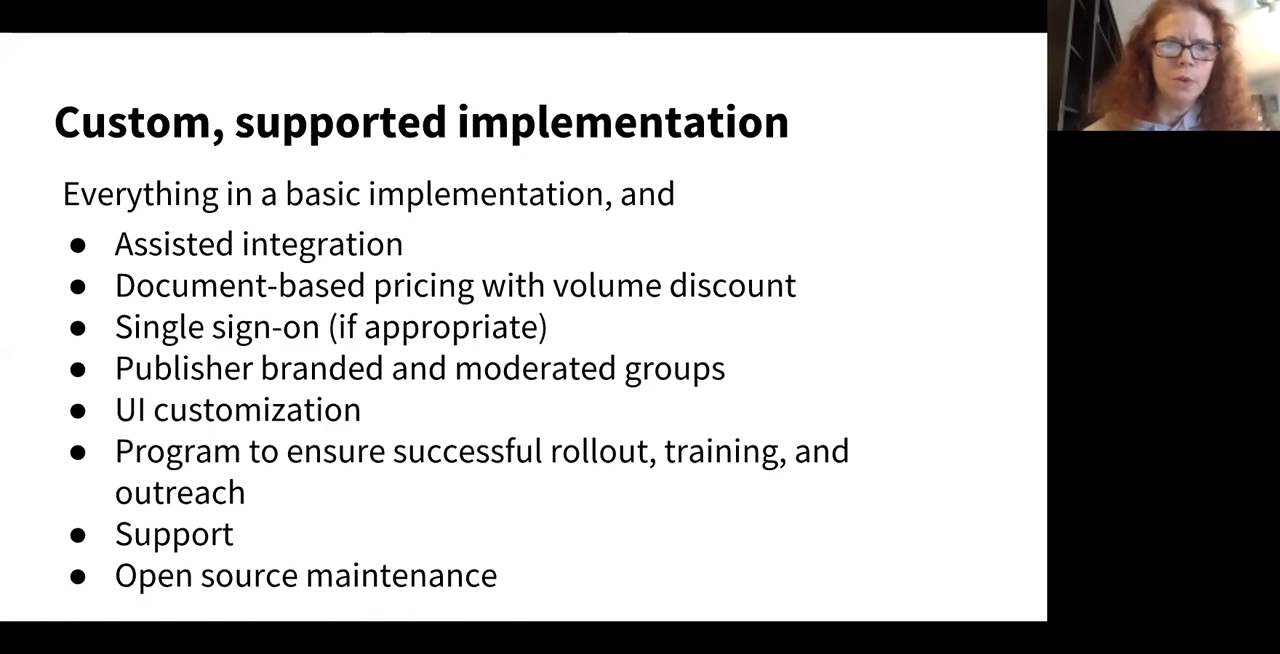 Custom, supported implementation
Everything in a basic implementation, and
● Assisted integration
● Document-based pricing with volume discount
● Single sign-on (if appropriate)
● Publisher branded and moderated groups
● UI customization
● Program to ensure successful rollout, training, and
outreach
● Support
● Open source maintenance